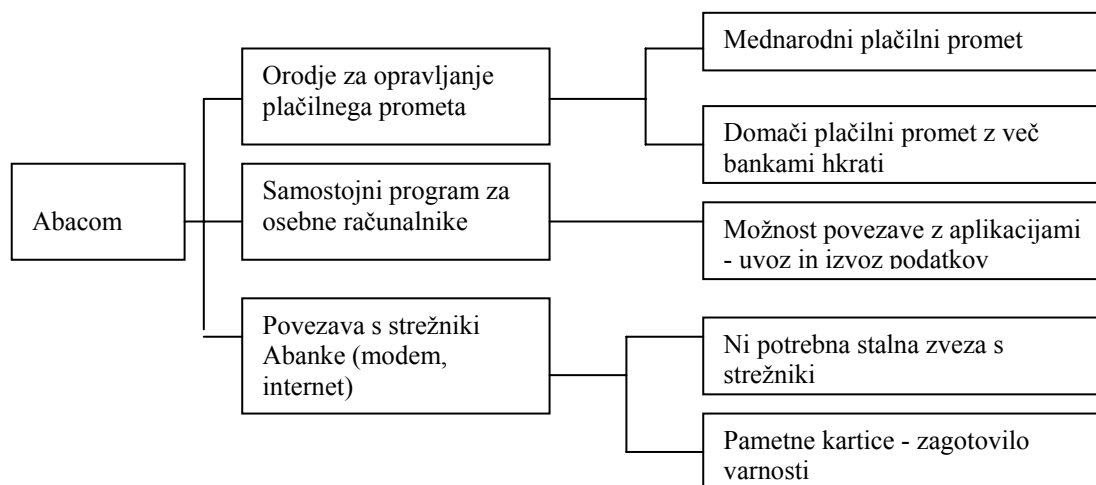 Abacom
Orodje za opravljanje
plačilnega prometa
Mednarodni plačilni promet
Domači plačilni promet z več
bankami hkrati
Samostojni program za
osebne računalnike
Možnost povezave z aplikacijami
- uvoz in izvoz podatkov
Povezava s strežniki
Abanke (modem,
internet)
Ni potrebna stalna zveza s
strežniki
Pametne kartice - zagotovilo
varnosti